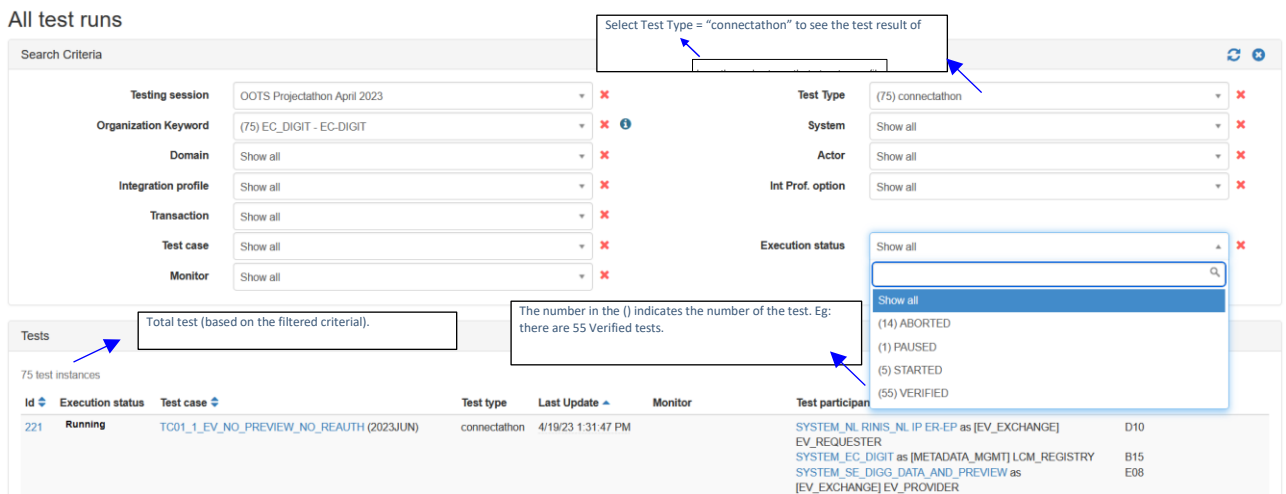 All test runs
Select Test Type = “connectathon” to see the test result of
Search Criteria
Testing session
OOTS Projectathon April 2023
Test Type
(75) connectathon
Organization Keyword
(75) EC_DIGIT - EC-DIGIT
System
Show all
Domain
Show all
Actor
Show all
Integration profile
Show all
Int Prof. option
Show all
Transaction
Show all
Test case
Show all
Execution status
Show all
Monitor
Show all
Show all
(14) ABORTED
(1) PAUSED
(5) STARTED
(55) VERIFIED
Total test (based on the filtered criterial).
The number in the () indicates the number of the test. Eg:
there are 55 Verified tests.
Tests
75 test instances
Id Execution status Test case Test type Last Update Monitor Test participan
221 Running TC01_1_EV_NO_PREVIEW_NO_REAUTH (2023JUN) connectathon 4/19/23 1:31:47 PM SYSTEM_NL RINIS_NL IP ER-EP as [EV_EXCHANGE] D10
EV_REQUESTER
SYSTEM_EC_DIGIT as [METADATA_MGMT] LCM_REGISTRY B15
SYSTEM_SE_DIGG_DATA_AND_PREVIEW as E08
[EV_EXCHANGE] EV_PROVIDER